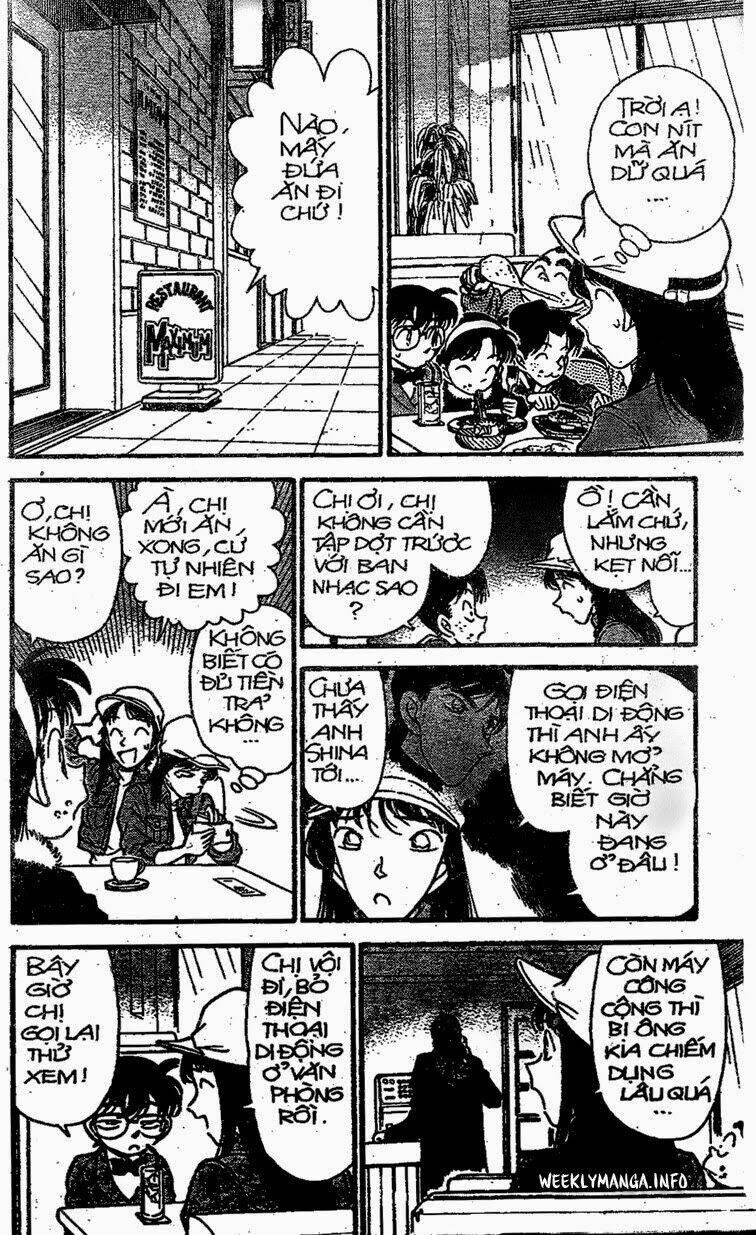 NÀO,
MẤY
ĐỨA
ĂN ĐI
CHỨ!
RESTAURANT
MAXIMUM
TRỜI Ạ!
CON NÍT
MÀ ĂN
DỮ QUÁ
....
Ơ, CHỊ
KHÔNG
ĂN GÌ
SAO?
À, CHỊ
MỚI ĂN
XONG, CỨ
TỰ NHIÊN
ĐI EM!
KHÔNG
BIẾT CÓ
ĐỦ TIỀN
TRẢ
KHÔNG
...
CHỊ ƠI, CHỊ
KHÔNG CẦN
TẬP DỢT TRƯỚC
VỚI BAN
NHẠC SAO
?
Ồ! CẦN
LẮM CHỨ,
NHƯNG
KẸT NỖI...
CHƯA
THẤY
ANH
SHINA
TỚI...
GỌI ĐIỆN
THOẠI DI ĐỘNG
THÌ ANH ẤY
KHÔNG MỞ
MÁY. CHẲNG
BIẾT GIỜ
NÀY
ĐANG
Ở ĐÂU!
BÂY
GIỜ
CHỊ
GỌI LẠI
THỬ
XEM!
CHỊ VỘI
ĐI, BỎ
ĐIỆN
THOẠI
DI ĐỘNG
Ở VĂN
PHÒNG
RỒI.
CÒN MÁY
CÔNG
CỘNG THÌ
BỊ ÔNG
KIA CHIẾM
DỤNG
LÂU QUÁ
...
WEEKLYMANGA.INFO